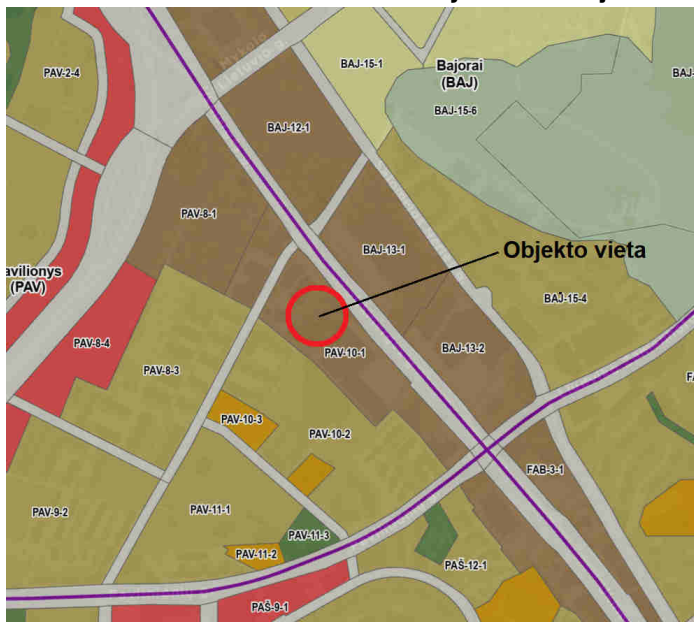 Mykolo
Lietuvio g.
PAV-2-4
BAJ-15-1
Bajorai
(BAJ)
BAJ-
BAJ-15-6
BAJ-12-1
PAV-8-1
BAJ-13-1
Objekto vieta
avilionys
(PAV)
BAJ-15-4
PAV-8-4
PAV-10-1
BAJ-13-2
PAV-8-3
PAV-10-3
PAV-10-2
FAB-3-1
PAV-9-2
PAV-11-1
PAV-11-3
PAV-11-2
PAŠ-12-1
PAŠ-9-1